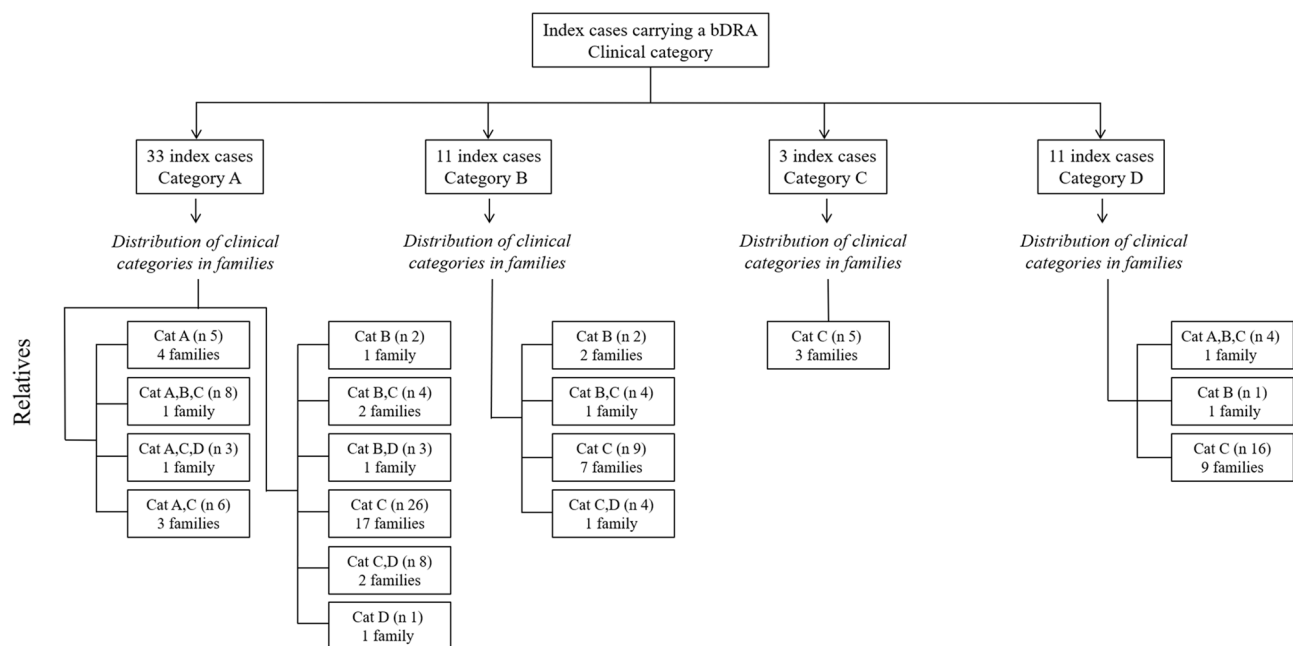 Index cases carrying a bDRA
Clinical category
33 index cases
Category A
11 index cases
Category B
3 index cases
Category C
11 index cases
Category D
Distribution of clinical
categories in families
Distribution of clinical
categories in families
Distribution of clinical
categories in families
Distribution of clinical
categories in families
Relatives
Cat A (n 5)
4 families
Cat A,B,C (n 8)
1 family
Cat A,C,D (n 3)
1 family
Cat A,C (n 6)
3 families
Cat B (n 2)
1 family
Cat B,C (n 4)
2 families
Cat B,D (n 3)
1 family
Cat C (n 26)
17 families
Cat C,D (n 8)
2 families
Cat D (n 1)
1 family
Cat B (n 2)
2 families
Cat B,C (n 4)
1 family
Cat C (n 9)
7 families
Cat C,D (n 4)
1 family
Cat C (n 5)
3 families
Cat A,B,C (n 4)
1 family
Cat B (n 1)
1 family
Cat C (n 16)
9 families